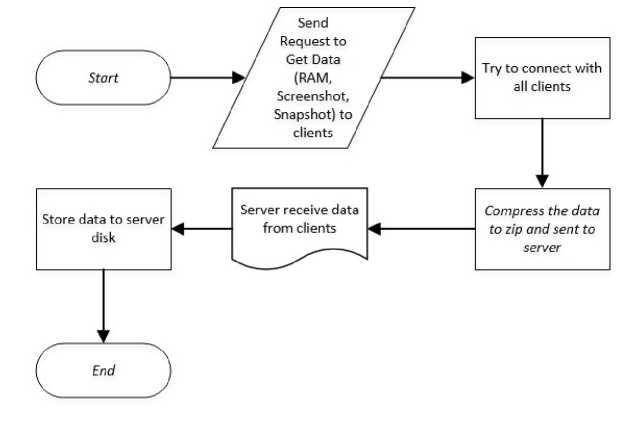 Start
Send
Request to
Get Data
(RAM,
Screenshot,
Snapshot) to
clients
Try to connect with
all clients
Compress the data
to zip and sent to
server
Server receive data
from clients
Store data to server
disk
End